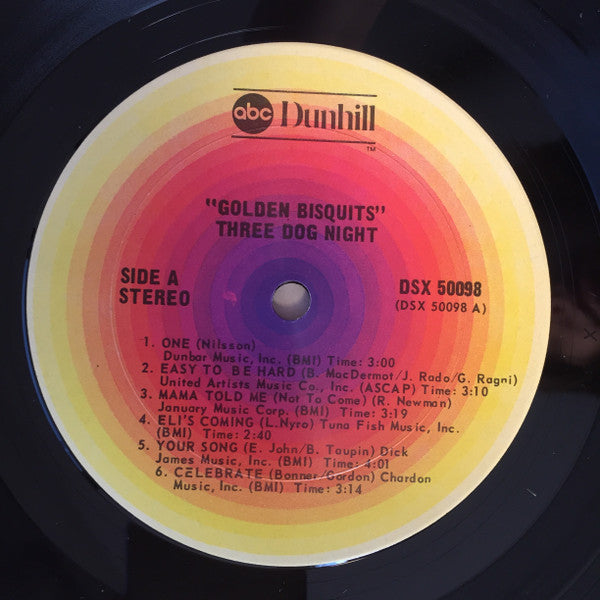 abc Dunhill
TM
"GOLDEN BISQUITS"
THREE DOG NIGHT
SIDE A
STEREO
DSX 50098
(DSX 50098 A)
1. ONE (Nilsson)
Dunbar Music, Inc. (BMI) Time: 3:00
2. EASY TO BE HARD (B. MacDermot/J. Rado/G. Ragni)
United Artists Music Co., Inc. (ASCAP) Time: 3:10
3. MAMA TOLD ME (Not To Come) (R. Newman)
January Music Corp. (BMI) Time: 3:19
4. ELI'S COMING (L.Nyro) Tuna Fish Music, Inc.
(BMI) Time: 2:40
5. YOUR SONG (E. John/B. Taupin) Dick
James Music, Inc. (BMI) Time: 4:01
6. CELEBRATE (Bonner/Gordon) Chardon
Music, Inc. (BMI) Time: 3:14